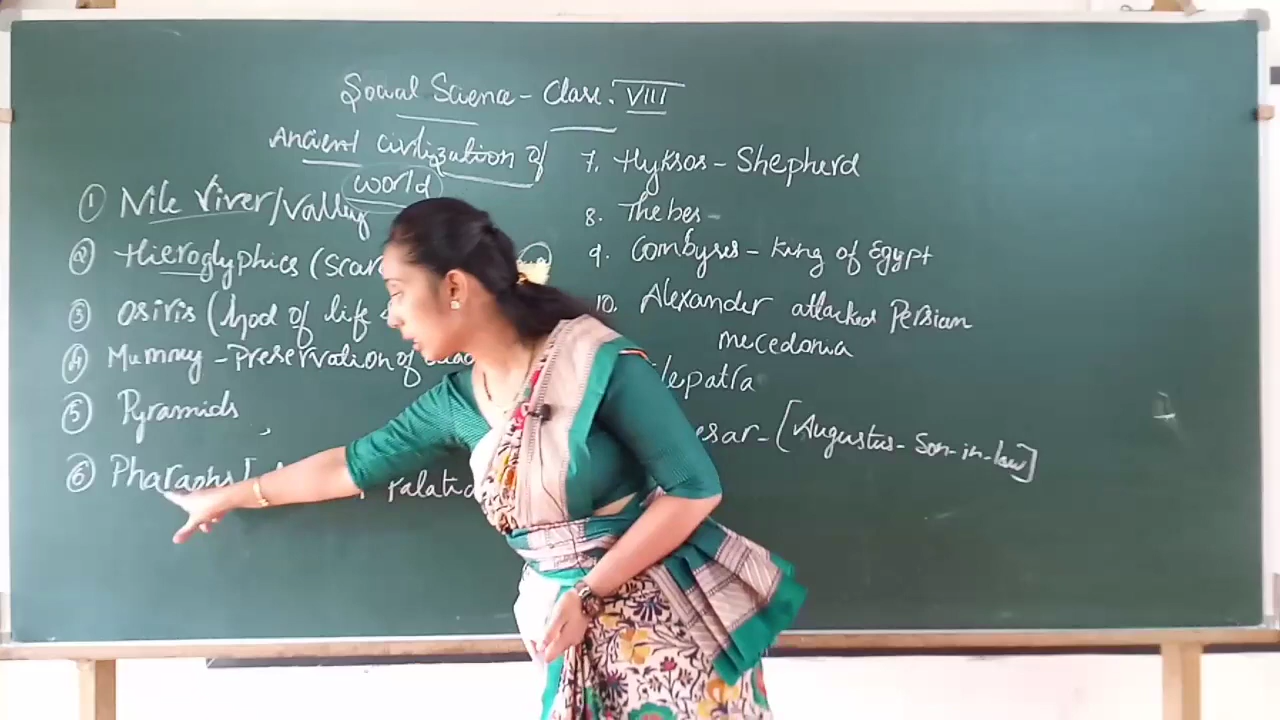 Social Science - Class. VIII
Ancient civilization of
world
① Nile river/valley
② Hieroglyphics (
③ Osiris (God of life
④ Mummy - Preservation of
⑤ Pyramids
⑥ Pharaohs [
7. Hyksos - Shepherd
8. Thebes -
9. Combyses - King of Egypt
10. Alexander attacked Persian
mecedonia
lepatra
esar - [Augustus - Son-in-law]